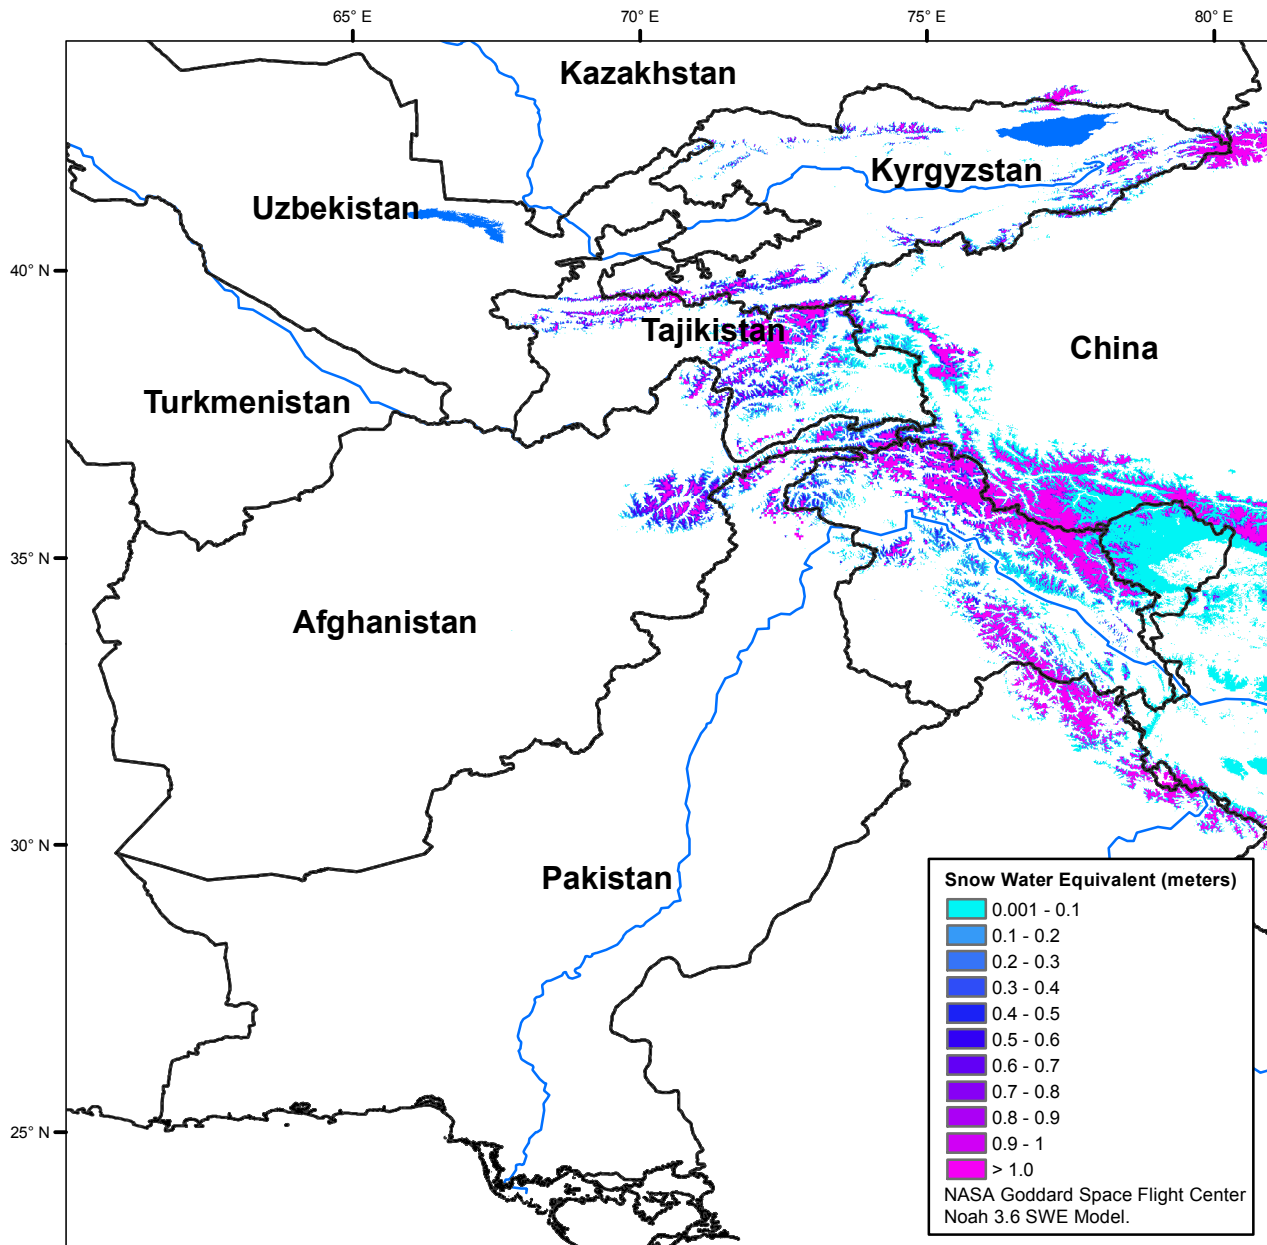 65° E
70° E
75° E
80° E
Kazakhstan
Kyrgyzstan
Uzbekistan
40° N
Tajikistan
China
Turkmenistan
35° N
Afghanistan
30° N
Pakistan
25° N
Snow Water Equivalent (meters)
0.001 - 0.1
0.1 - 0.2
0.2 - 0.3
0.3 - 0.4
0.4 - 0.5
0.5 - 0.6
0.6 - 0.7
0.7 - 0.8
0.8 - 0.9
0.9 - 1
> 1.0
NASA Goddard Space Flight Center
Noah 3.6 SWE Model.